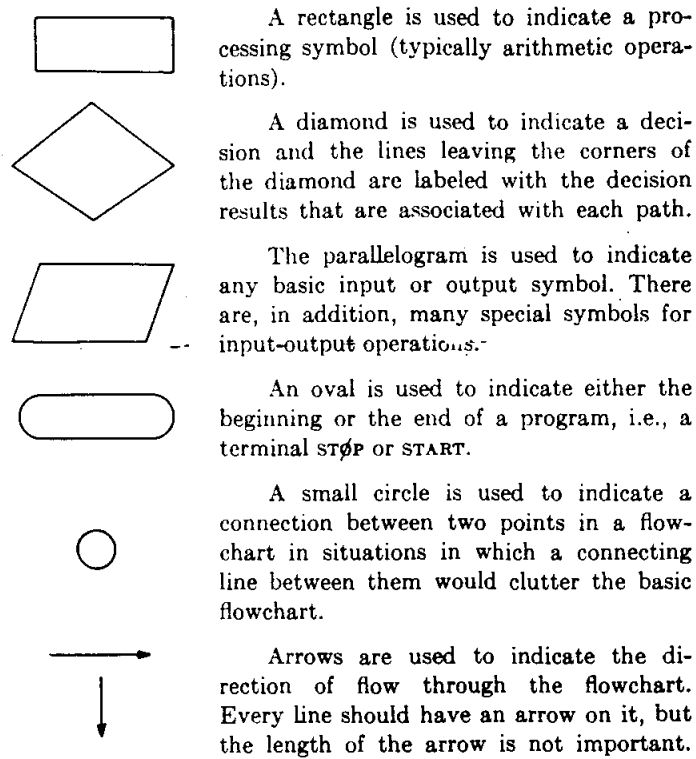 A rectangle is used to indicate a pro-
cessing symbol (typically arithmetic opera-
tions).
A diamond is used to indicate a deci-
sion and the lines leaving the corners of
the diamond are labeled with the decision
results that are associated with each path.
The parallelogram is used to indicate
any basic input or output symbol. There
are, in addition, many special symbols for
input-output operations.
An oval is used to indicate either the
beginning or the end of a program, i.e., a
terminal STØP or START.
A small circle is used to indicate a
connection between two points in a flow-
chart in situations in which a connecting
line between them would clutter the basic
flowchart.
Arrows are used to indicate the di-
rection of flow through the flowchart.
Every line should have an arrow on it, but
the length of the arrow is not important.